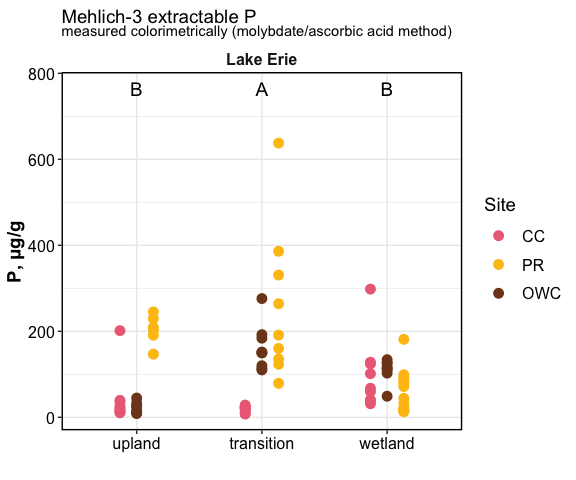 Mehlich-3 extractable P
measured colorimetrically (molybdate/ascorbic acid method)
Lake Erie
B A B
P, μg/g
800
600
400
200
0
upland transition wetland
Site
CC
PR
OWC